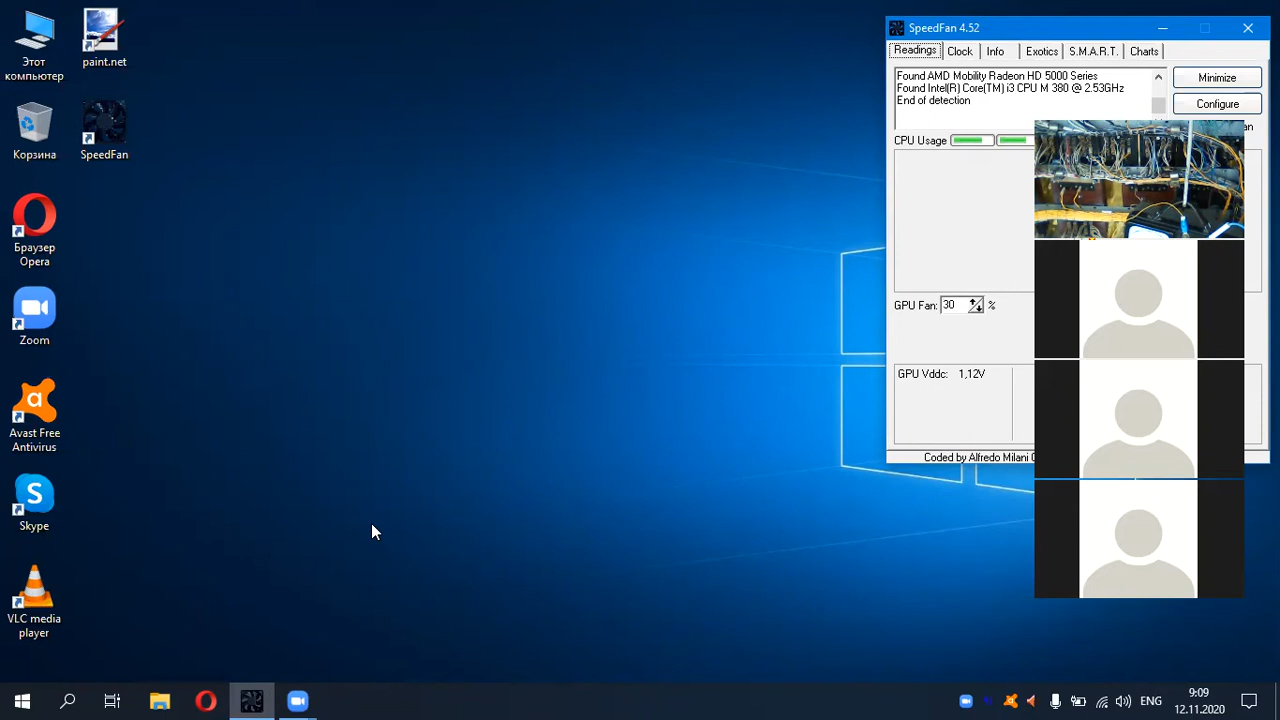 Этот
компьютер
paint.net
Корзина
SpeedFan
Браузер
Opera
Zoom
Avast Free
Antivirus
Skype
VLC media
player
SpeedFan 4.52
Readings
Clock
Info
Exotics
S.M.A.R.T.
Charts
Found AMD Mobility Radeon HD 5000 Series
Found Intel(R) Core(TM) i3 CPU M 380 @ 2.53GHz
End of detection
Minimize
Configure
CPU Usage
GPU Fan: 30 %
GPU Vddc: 1,12V
Coded by Alfredo Milani
ENG
9:09
12.11.2020